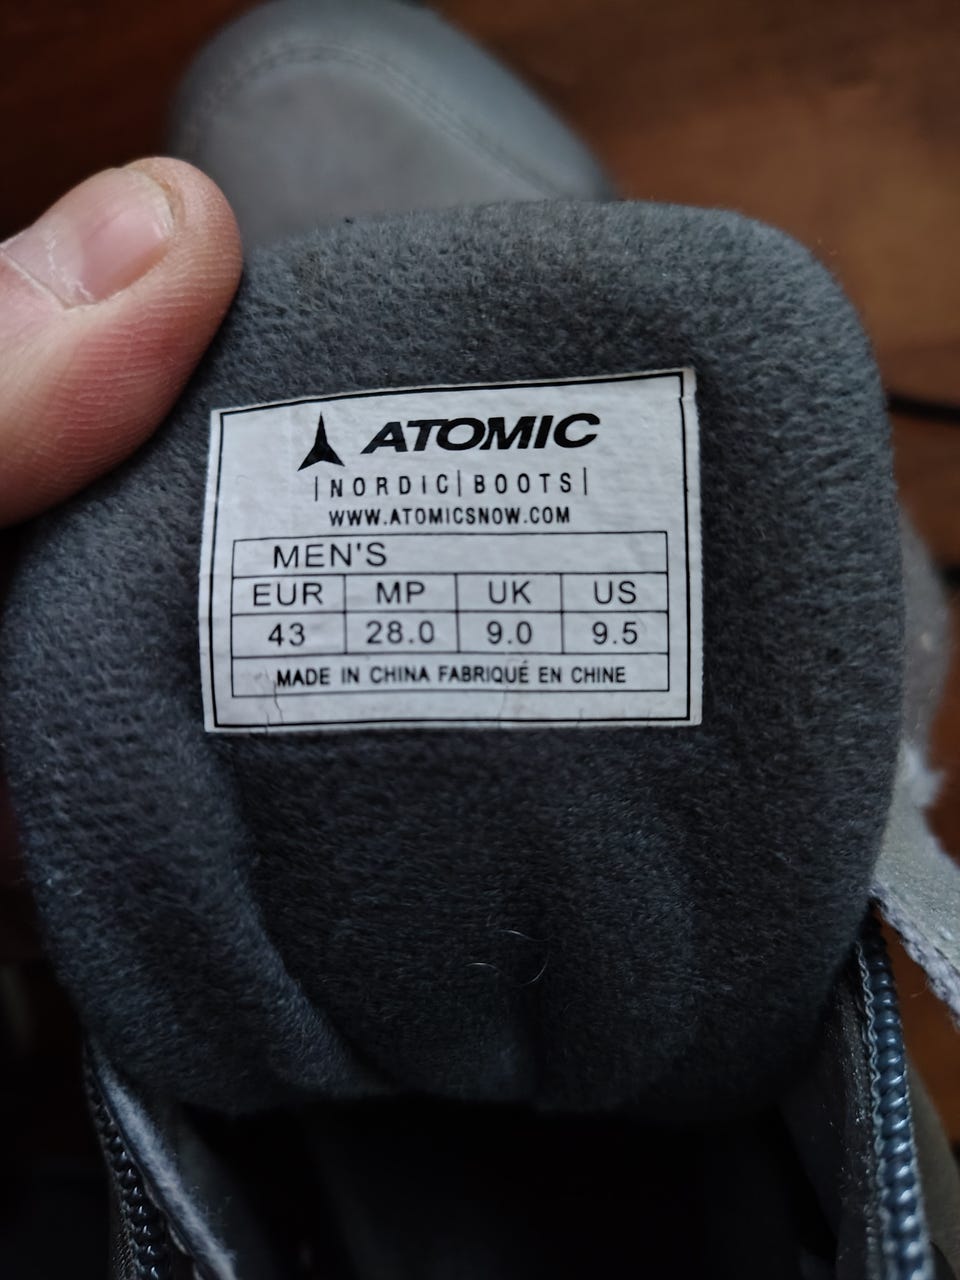 ATOMIC
|NORDIC|BOOTS|
WWW.ATOMICSNOW.COM
MEN'S
EUR MP UK US
43 28.0 9.0 9.5
MADE IN CHINA FABRIQUÉ EN CHINE